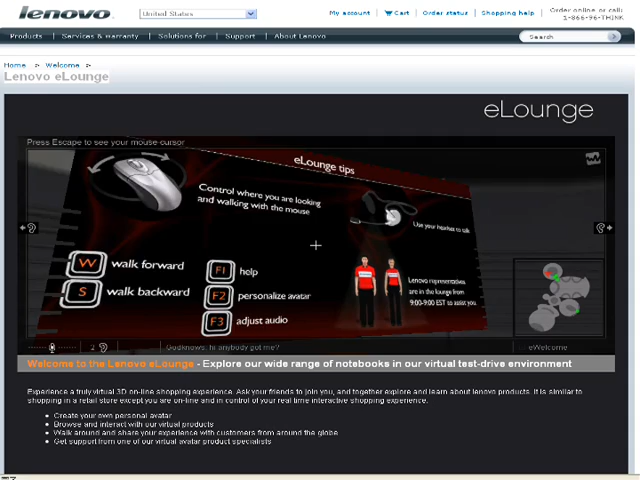 lenovo
United States
My account
Cart
Order status
Shopping help
Order online or call:
1-866-96-THINK
Products
Services & warranty
Solutions for
Support
About Lenovo
Search
Home > Welcome >
Lenovo eLounge
eLounge
Press Escape to see your mouse cursor
eLounge tips
Control where you are looking
and walking with the mouse
Use your headset to talk
W walk forward
S walk backward
F1 help
F2 personalize avatar
F3 adjust audio
Lenovo representatives
are in the lounge from
9:00-9:00 EST to assist you
2
Gudknows: hi anybody got me?
eWelcome
Welcome to the Lenovo eLounge - Explore our wide range of notebooks in our virtual test-drive environment
Experience a truly virtual 3D on-line shopping experience. Ask your friends to join you, and together explore and learn about lenovo products. It is similar to
shopping in a retail store except you are on-line and in control of your real time interactive shopping experience.
Create your own personal avatar
Browse and interact with our virtual products
Walk around and share your experience with customers from around the globe
Get support from one of our virtual avatar product specialists